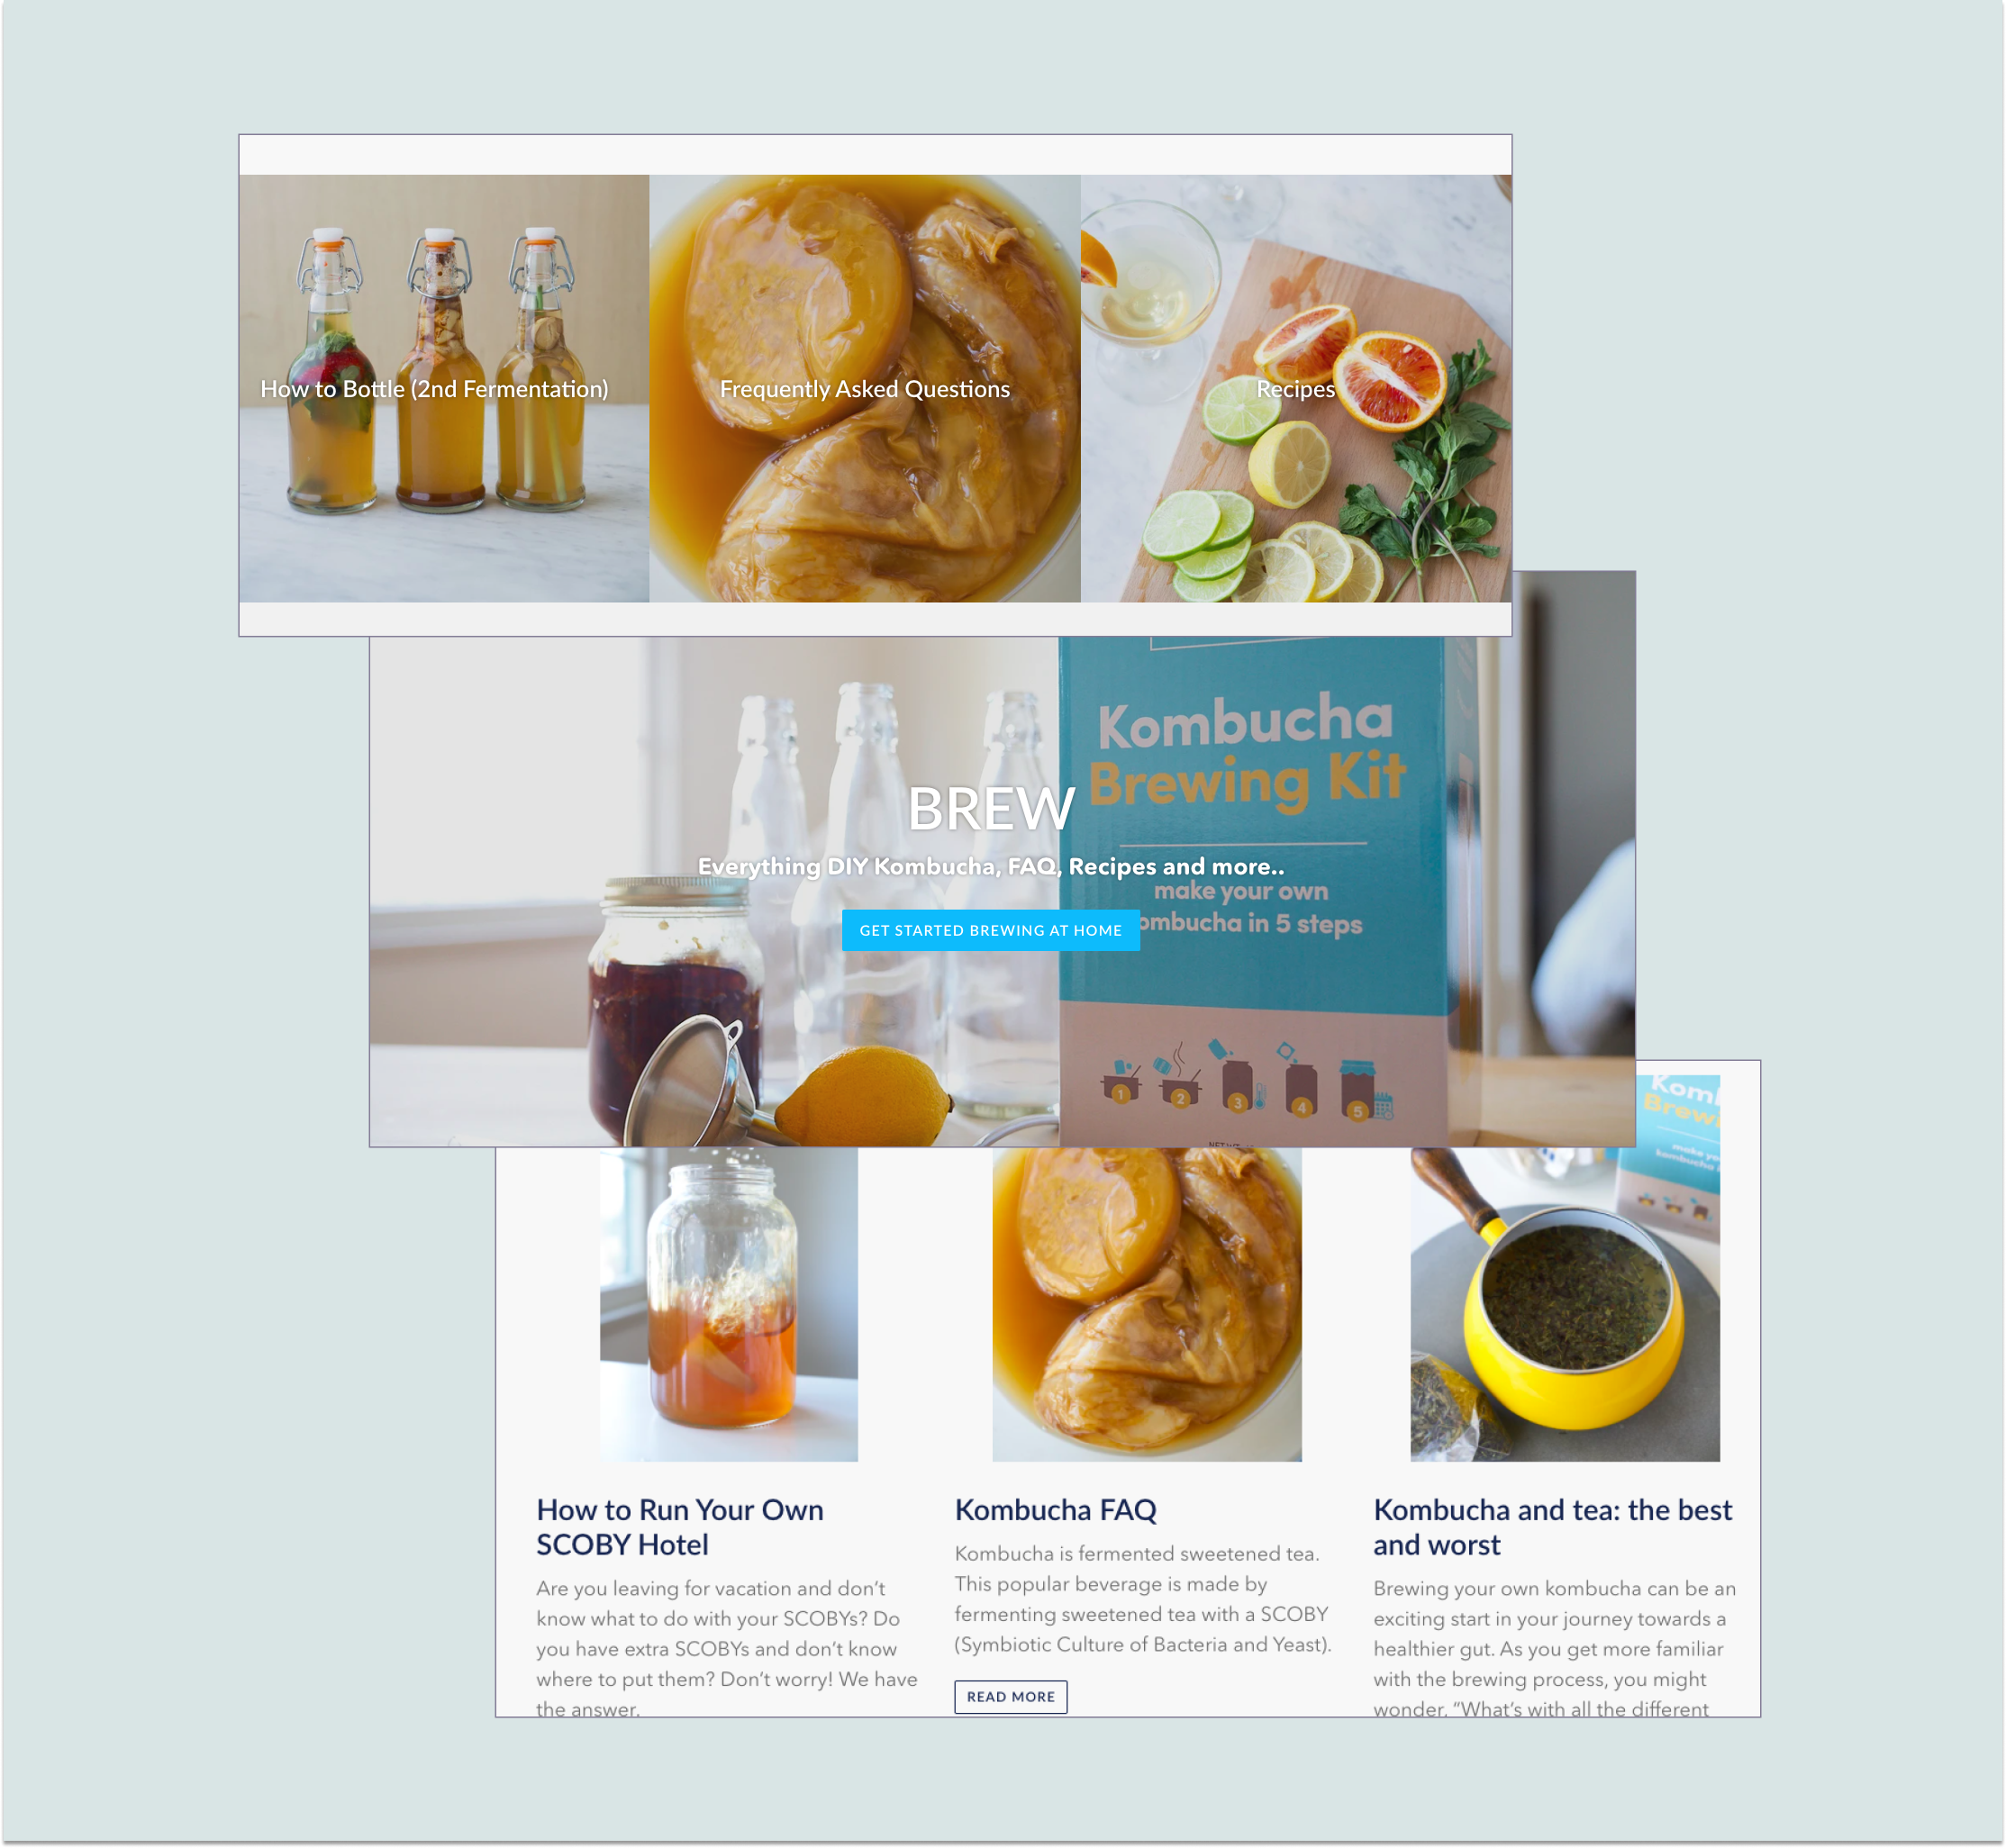 How to Bottle (2nd Fermentation)
Frequently Asked Questions
Recipes
Kombucha
Brewing Kit
BREW
Everything DIY Kombucha, FAQ, Recipes and more..
make your own
ombucha in 5 steps
GET STARTED BREWING AT HOME
1
2
3
4
5
Komb
Brewi
make yo
kombucha i
How to Run Your Own
SCOBY Hotel
Are you leaving for vacation and don’t
know what to do with your SCOBYs? Do
you have extra SCOBYs and don’t know
where to put them? Don’t worry! We have
the answer.
Kombucha FAQ
Kombucha is fermented sweetened tea.
This popular beverage is made by
fermenting sweetened tea with a SCOBY
(Symbiotic Culture of Bacteria and Yeast).
READ MORE
Kombucha and tea: the best
and worst
Brewing your own kombucha can be an
exciting start in your journey towards a
healthier gut. As you get more familiar
with the brewing process, you might
wonder, “What’s with all the different